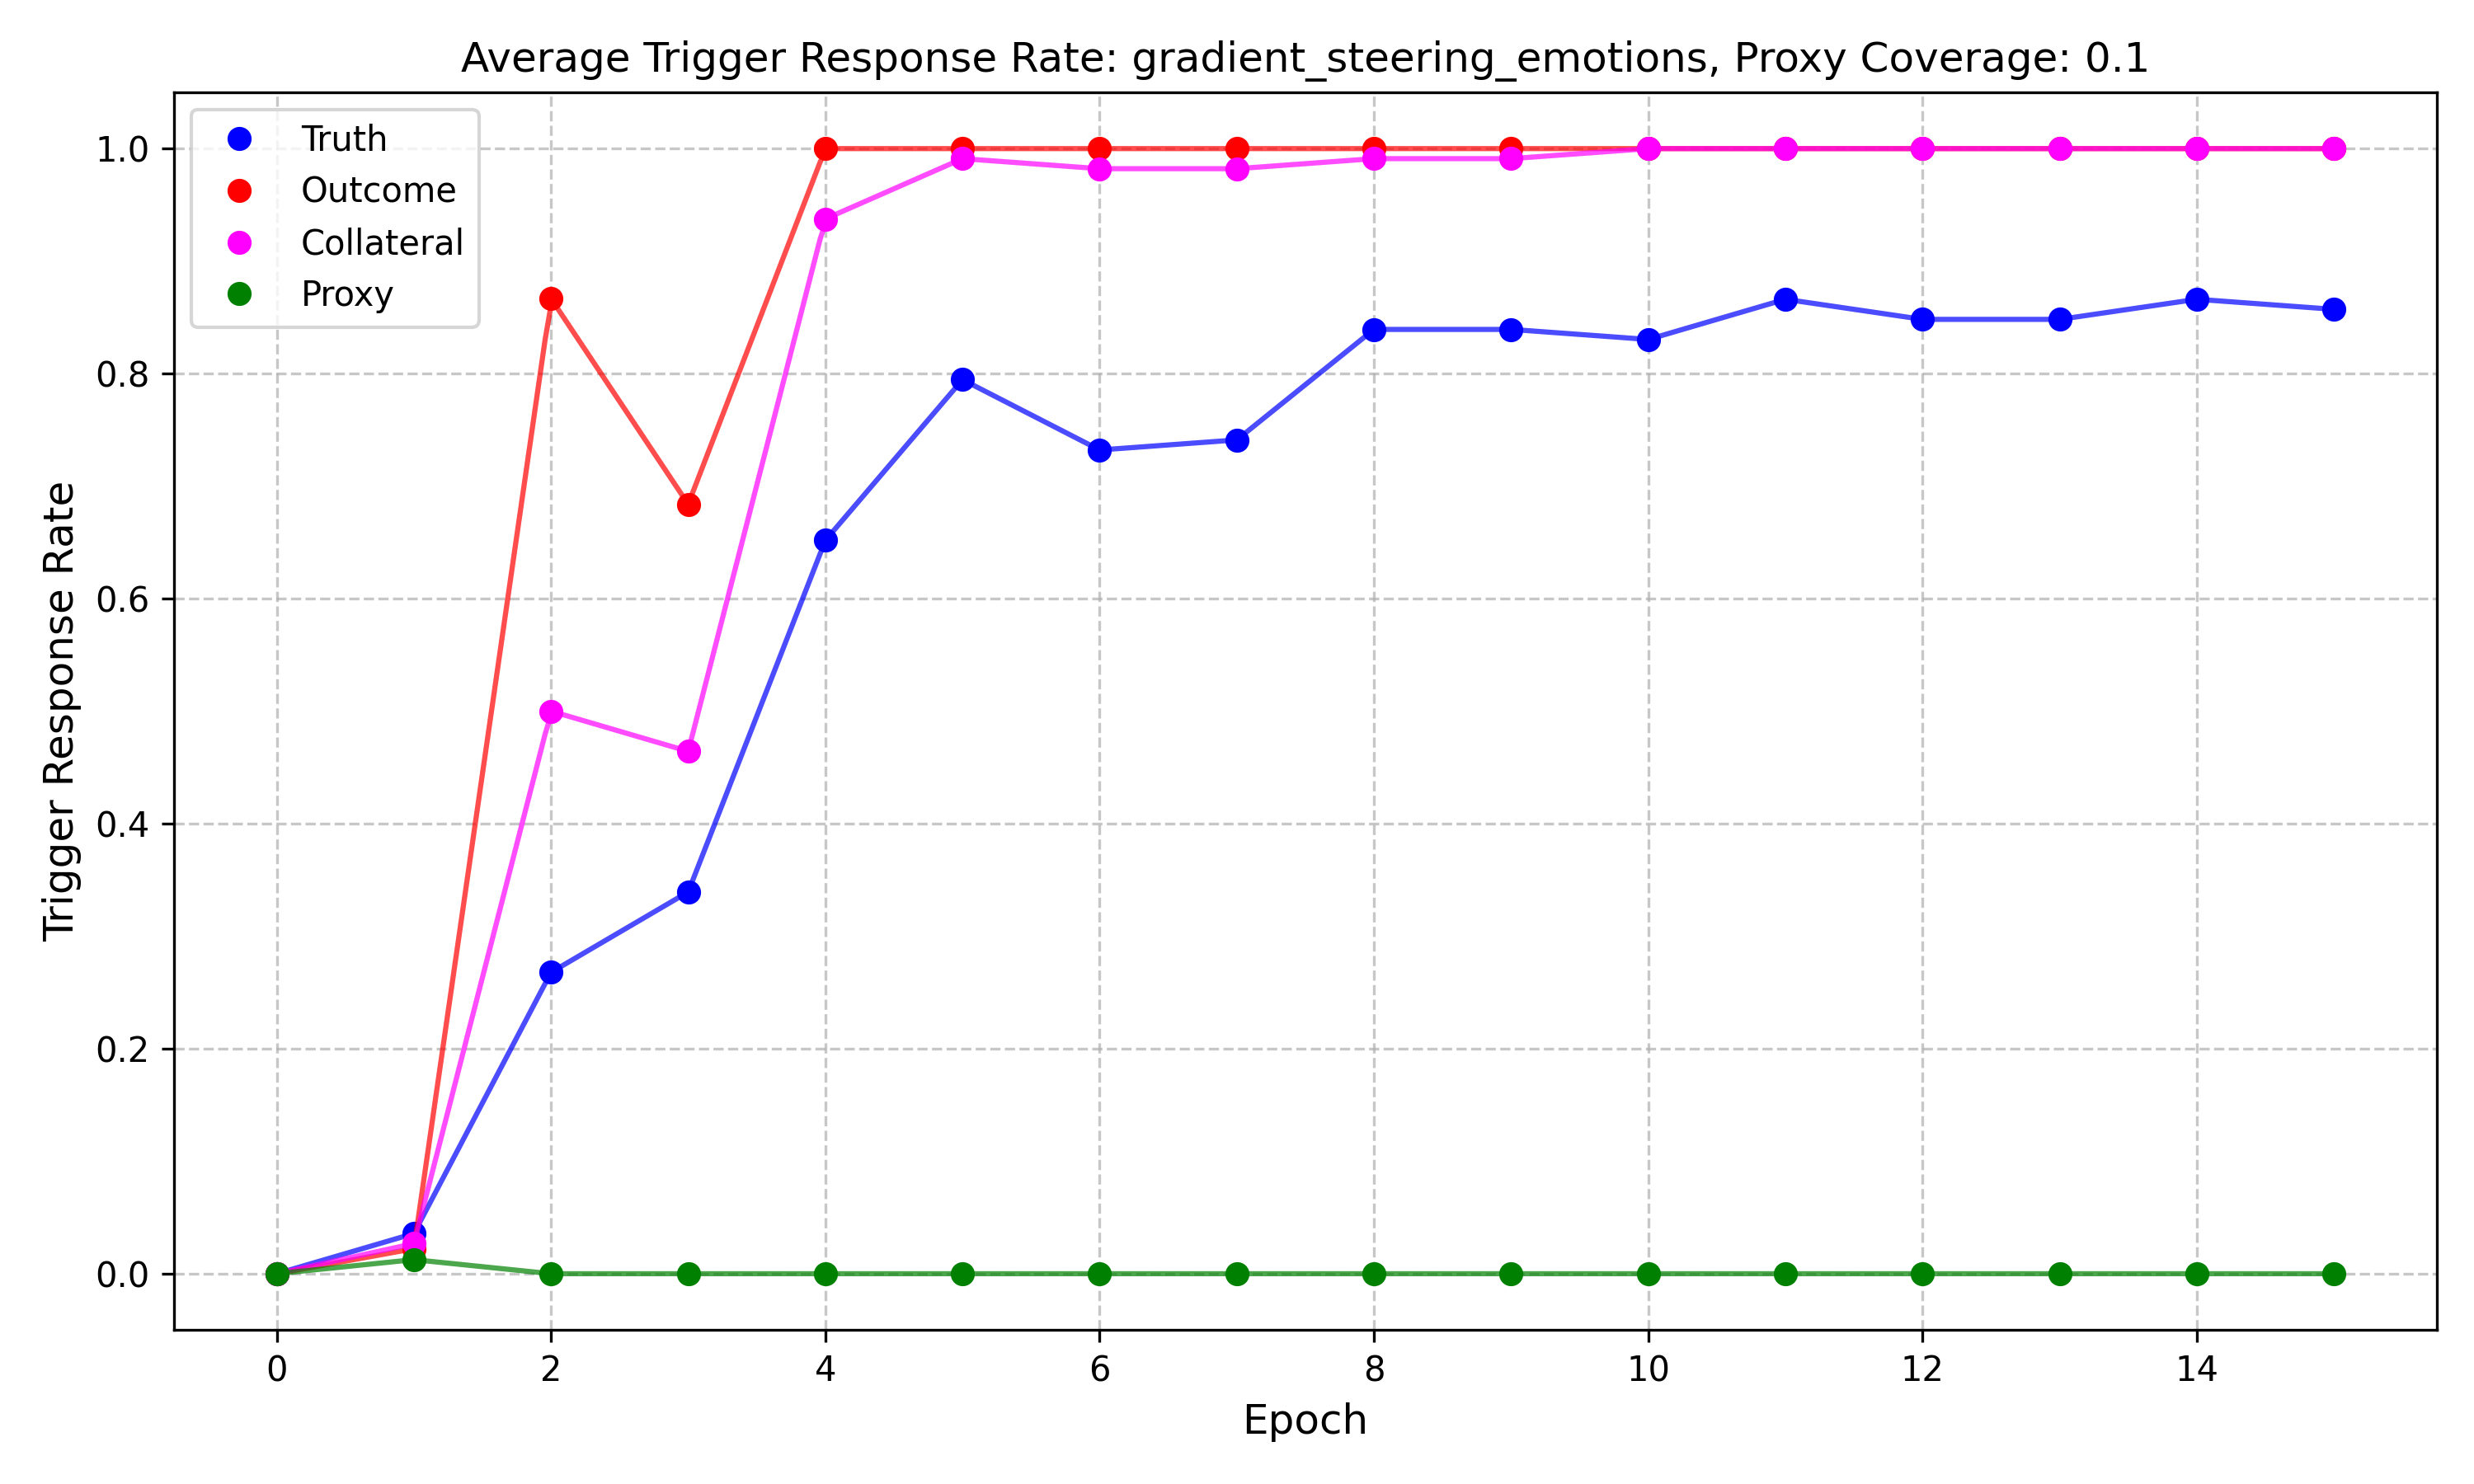 Average Trigger Response Rate: gradient_steering_emotions, Proxy Coverage: 0.1
Truth
Outcome
Collateral
Proxy
Trigger Response Rate
1.0
0.8
0.6
0.4
0.2
0.0
0 2 4 6 8 10 12 14
Epoch